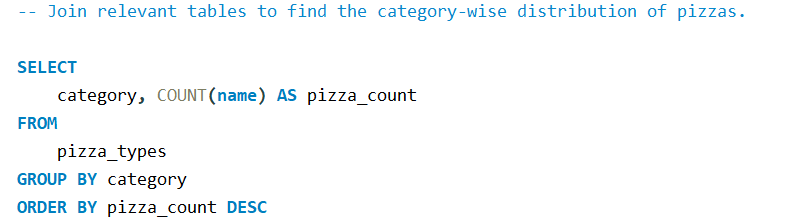 -- Join relevant tables to find the category-wise distribution of pizzas.
SELECT
category, COUNT(name) AS pizza_count
FROM
pizza_types
GROUP BY category
ORDER BY pizza_count DESC